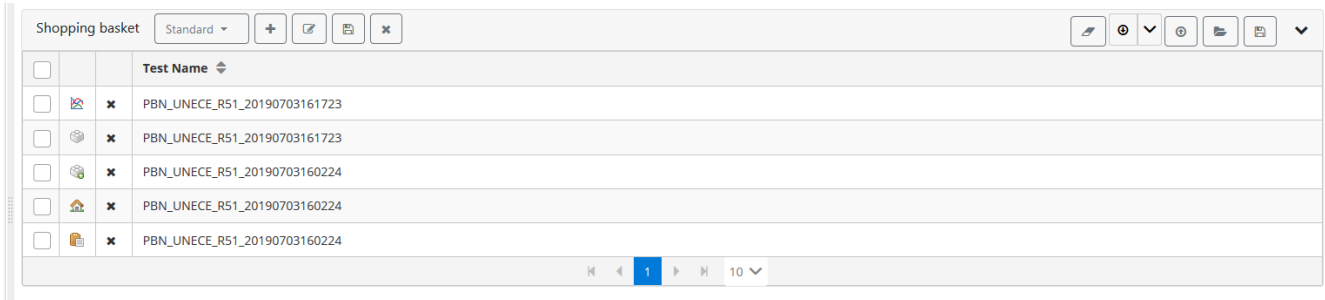 Shopping basket Standard
Test Name
PBN_UNECE_R51_20190703161723
PBN_UNECE_R51_20190703161723
PBN_UNECE_R51_20190703160224
PBN_UNECE_R51_20190703160224
PBN_UNECE_R51_20190703160224
1 10